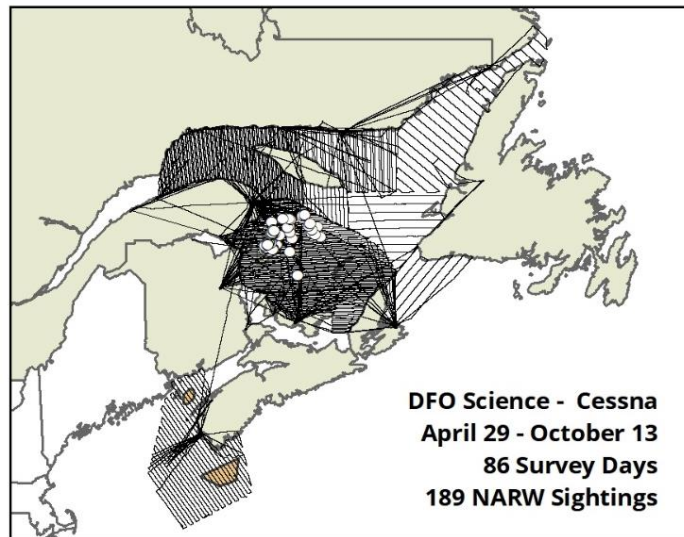 DFO Science - Cessna
April 29 - October 13
86 Survey Days
189 NARW Sightings